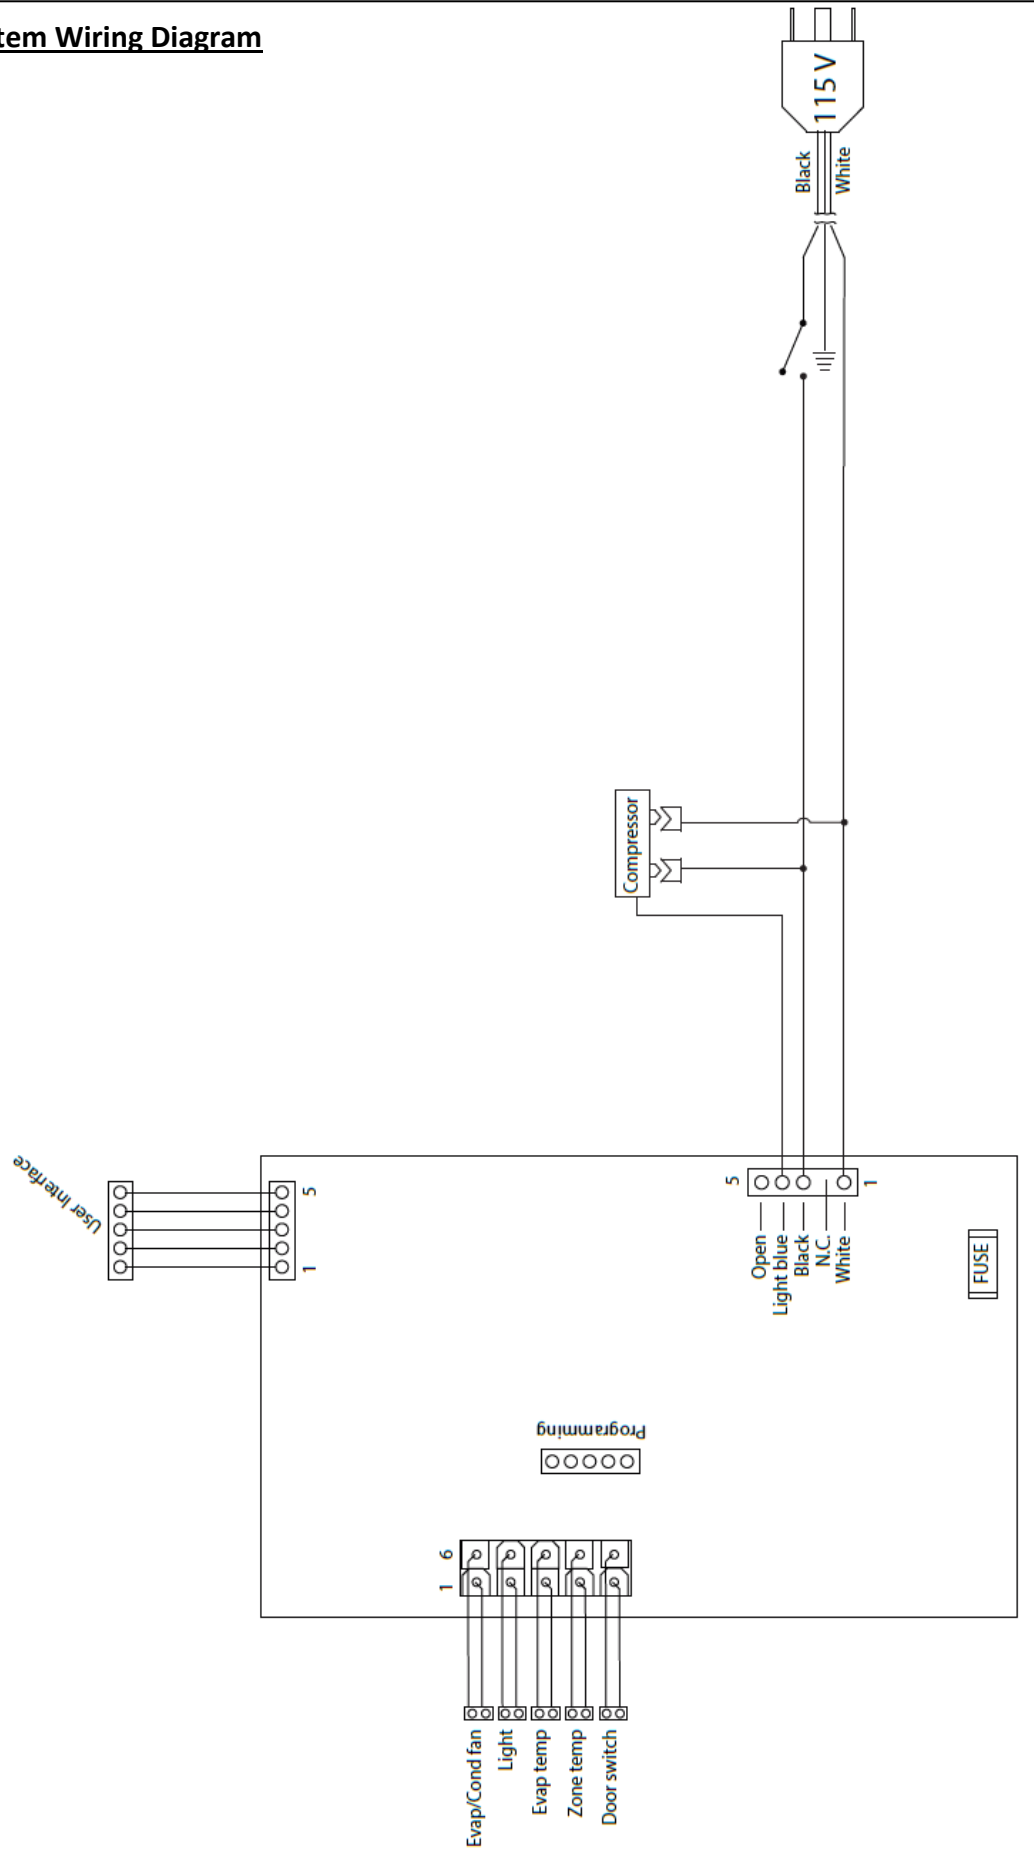 tem Wiring Diagram
115 V
Black
White
Compressor
User Interface
5
1
5
1
Open
Light blue
Black
N.C.
White
FUSE
Programming
1
6
Evap/Cond fan
Light
Evap temp
Zone temp
Door switch